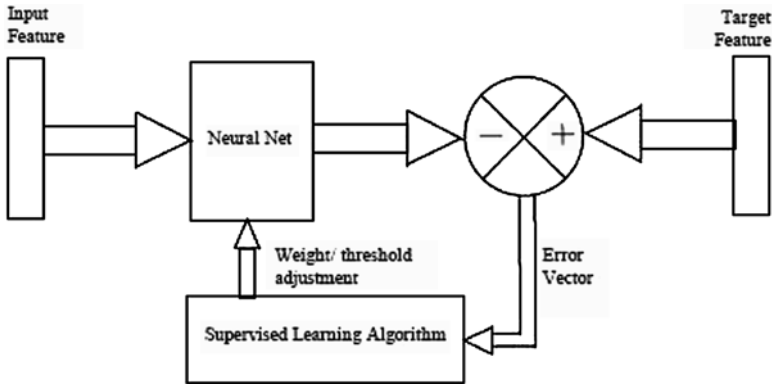 Input
Feature
Target
Feature
Neural Net
−
+
Weight/ threshold
adjustment
Error
Vector
Supervised Learning Algorithm